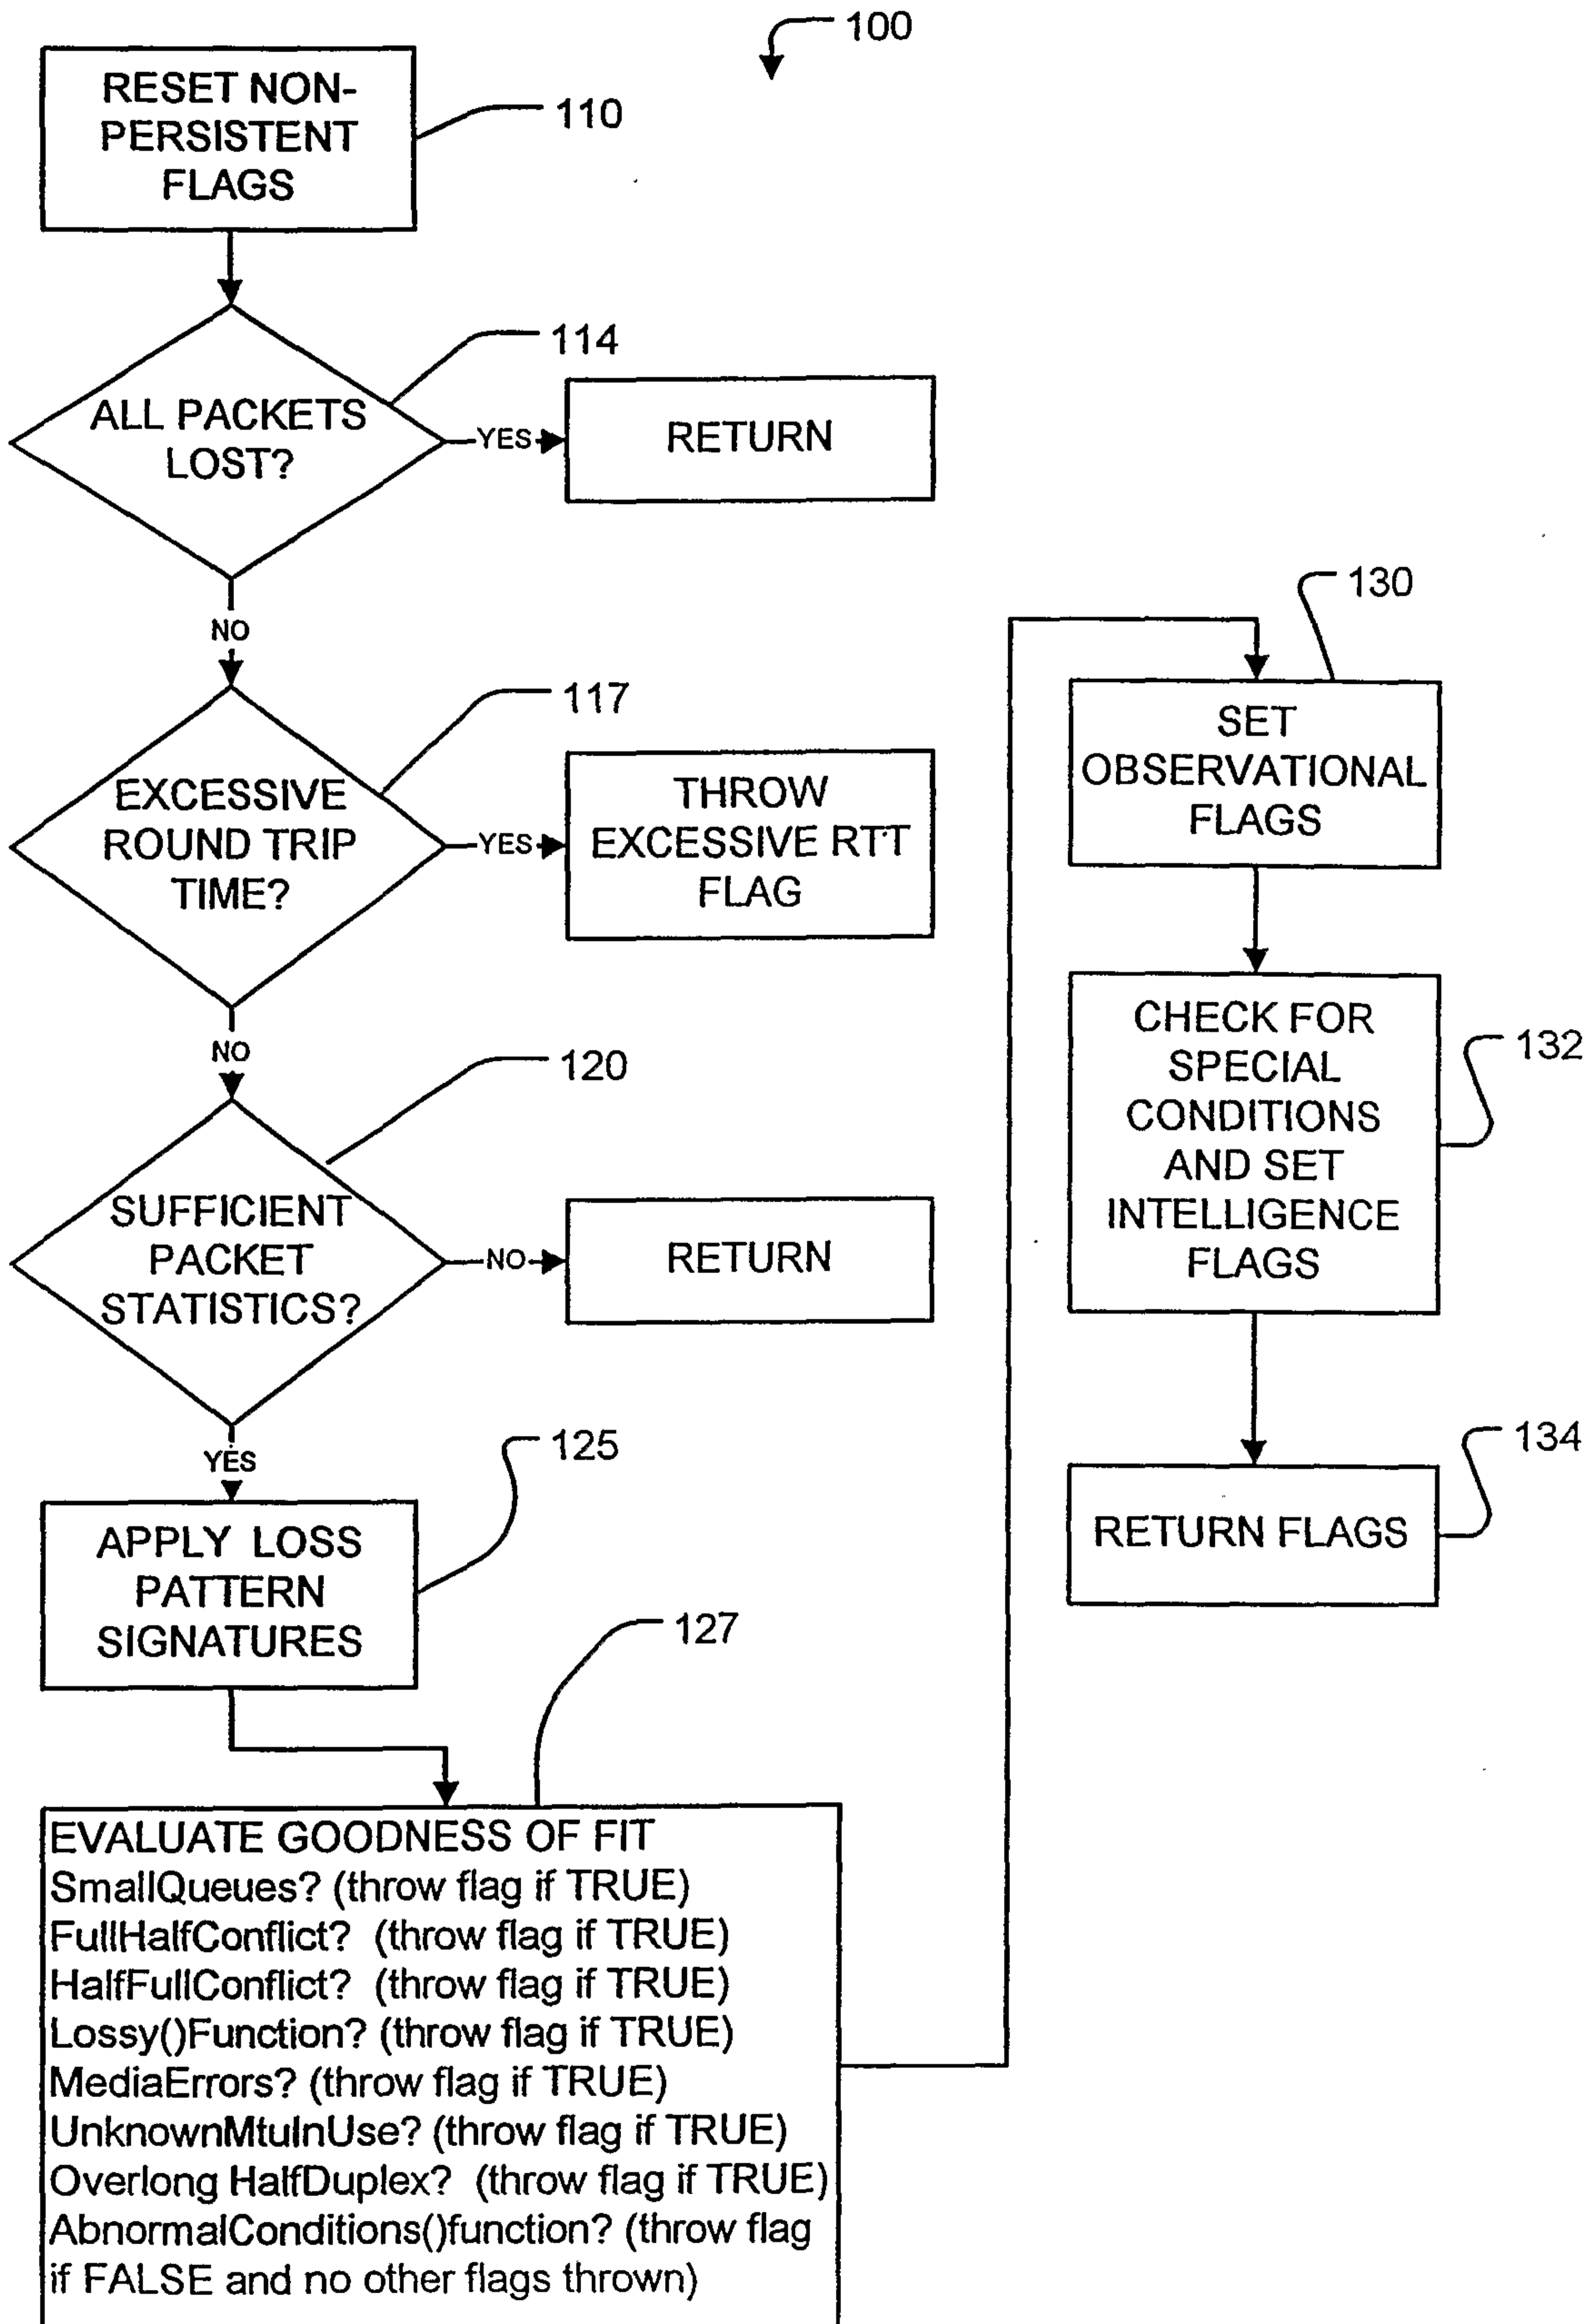 100
RESET NON-
PERSISTENT
FLAGS
110
ALL PACKETS
LOST?
114
YES
RETURN
NO
EXCESSIVE
ROUND TRIP
TIME?
117
YES
THROW
EXCESSIVE RTT
FLAG
NO
SUFFICIENT
PACKET
STATISTICS?
120
NO
RETURN
YES
APPLY LOSS
PATTERN
SIGNATURES
125
127
EVALUATE GOODNESS OF FIT
SmallQueues? (throw flag if TRUE)
FullHalfConflict? (throw flag if TRUE)
HalfFullConflict? (throw flag if TRUE)
Lossy()Function? (throw flag if TRUE)
MediaErrors? (throw flag if TRUE)
UnknownMtuInUse? (throw flag if TRUE)
Overlong HalfDuplex? (throw flag if TRUE)
AbnormalConditions()function? (throw flag
if FALSE and no other flags thrown)
130
SET
OBSERVATIONAL
FLAGS
CHECK FOR
SPECIAL
CONDITIONS
AND SET
INTELLIGENCE
FLAGS
132
RETURN FLAGS
134